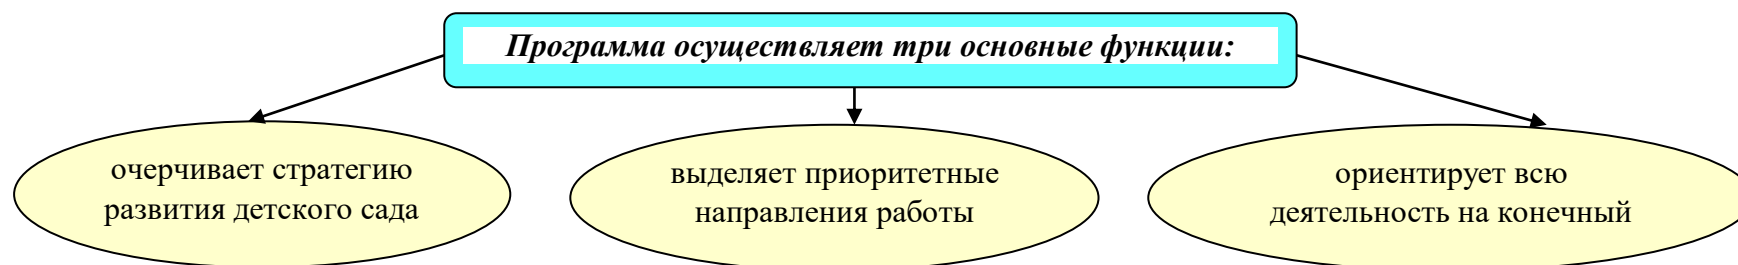 Программа осуществляет три основные функции:
очерчивает стратегию
развития детского сада
выделяет приоритетные
направления работы
ориентирует всю
деятельность на конечный